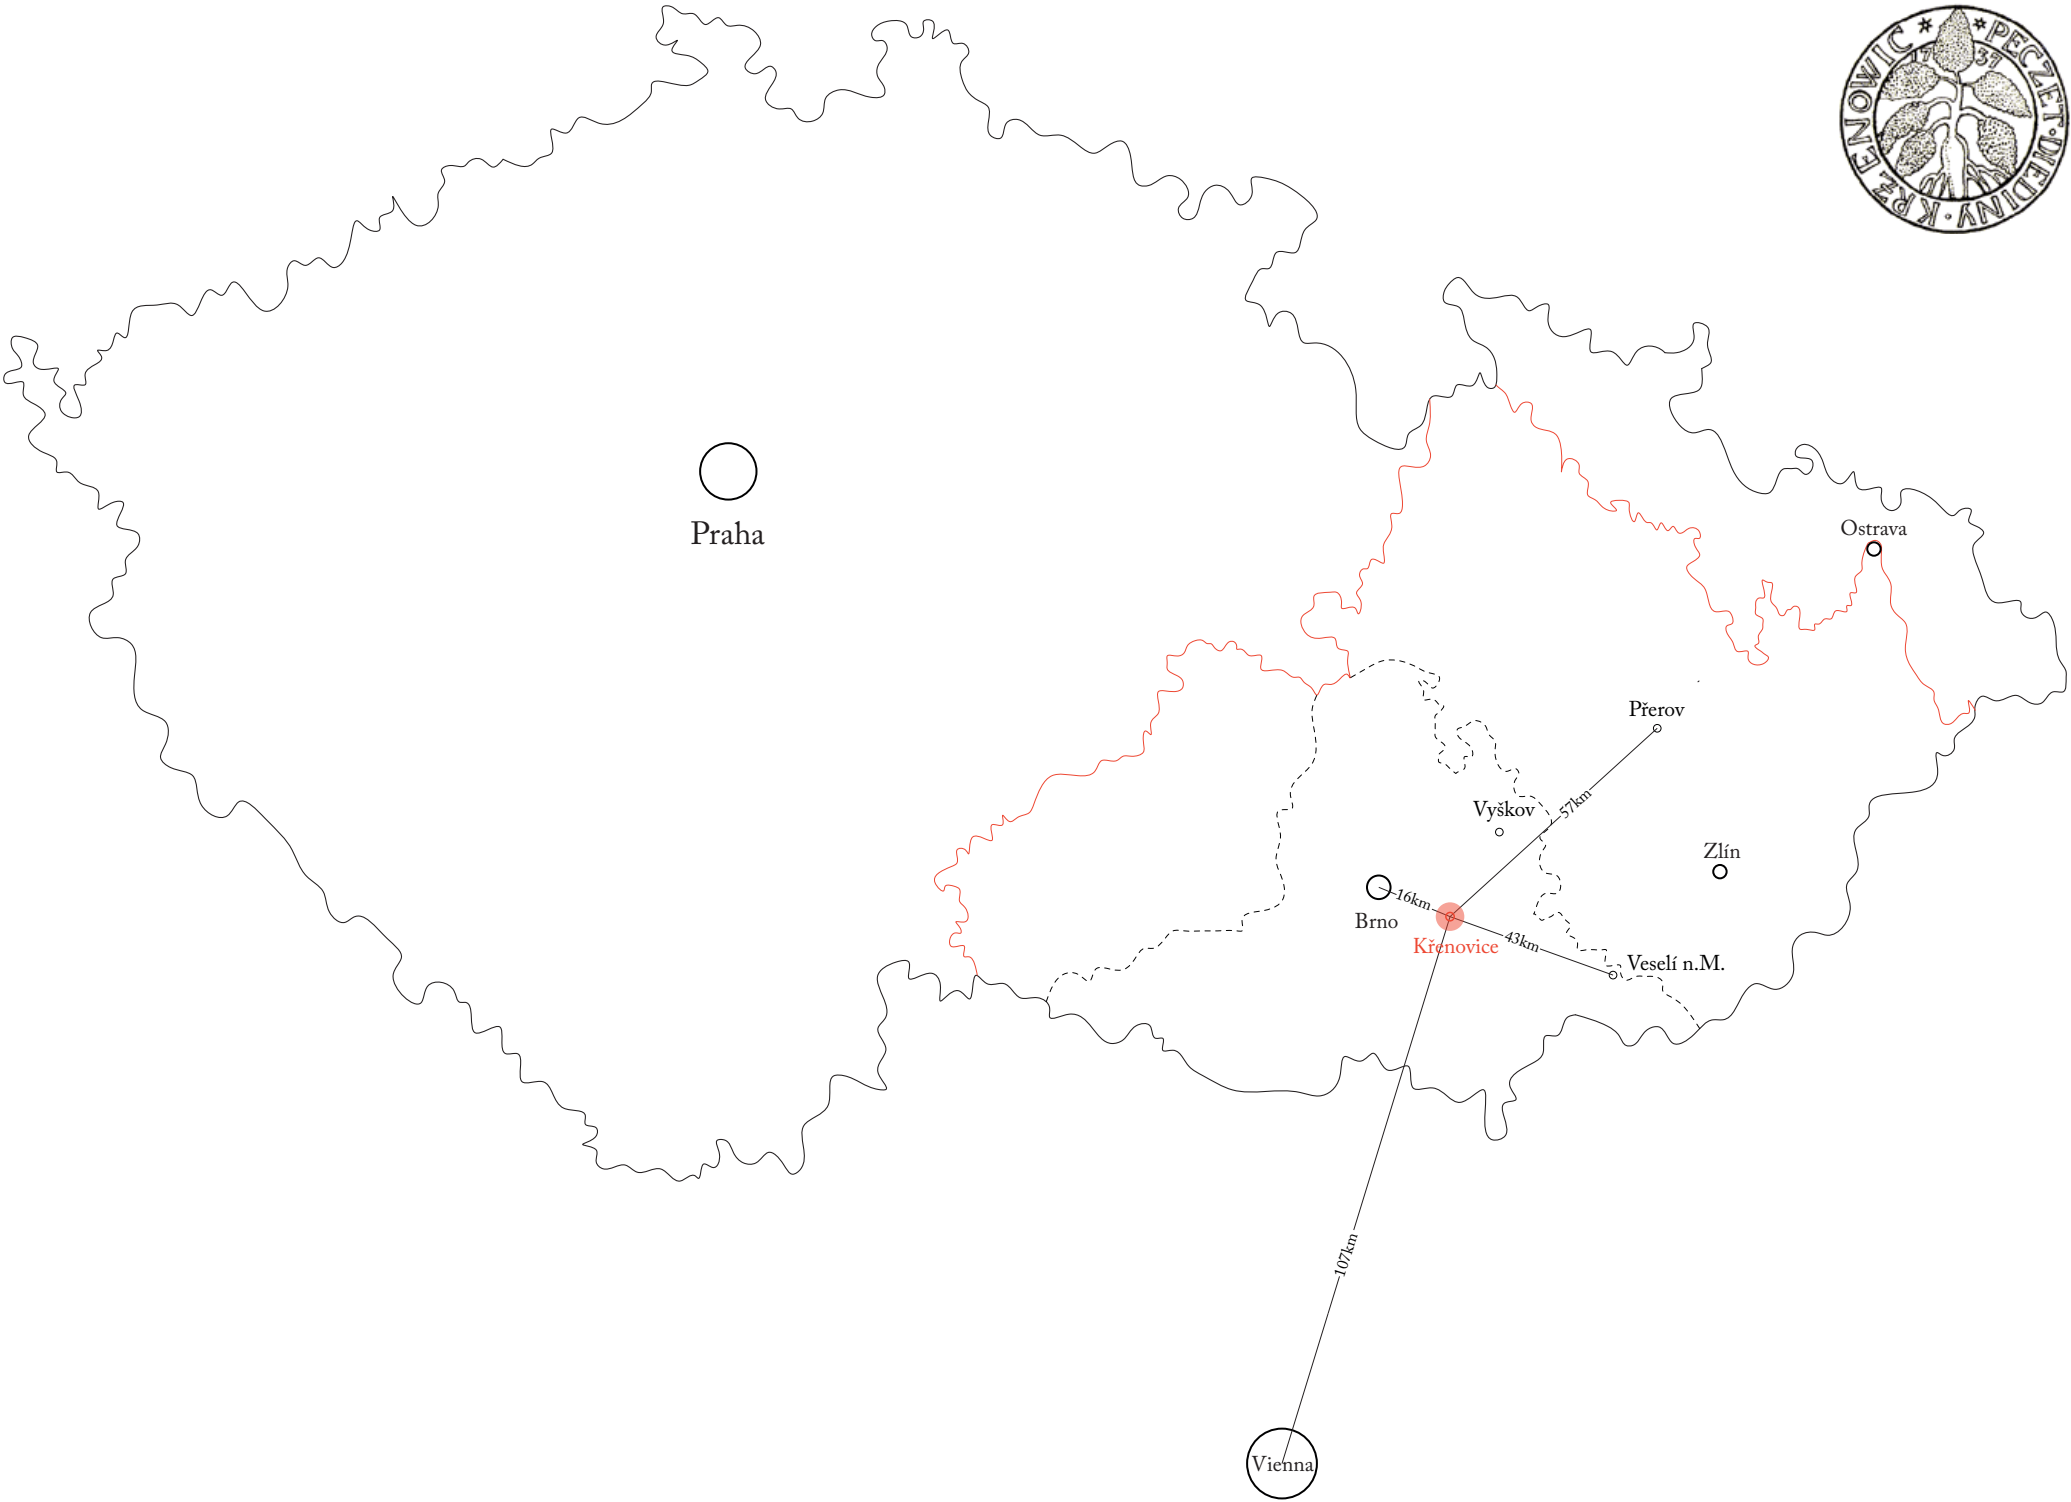 * PECZET · DIEDINY · KRZENOWIC *
17 37
Praha
Ostrava
Přerov
57km
Vyškov
Zlín
16km
Brno
Křenovice
43km
Veselí n.M.
107km
Vienna